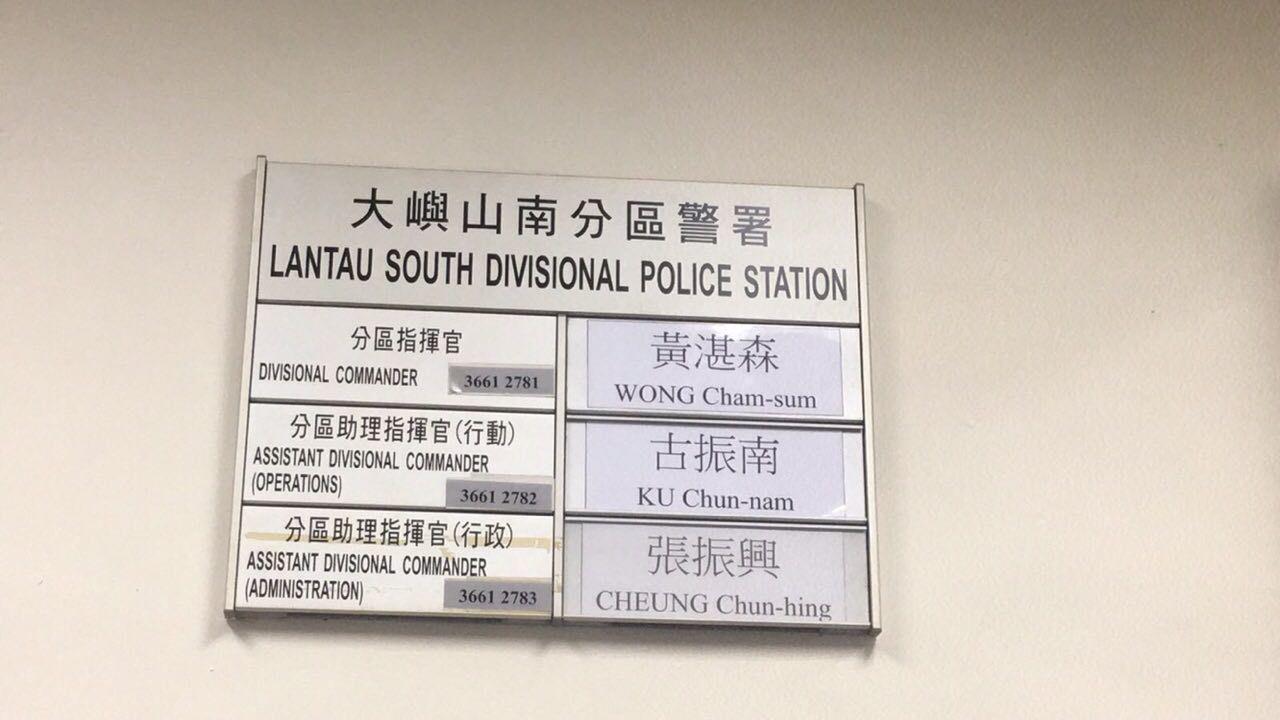 大嶼山南分區警署
LANTAU SOUTH DIVISIONAL POLICE STATION
分區指揮官
DIVISIONAL COMMANDER
3661 2781
黃湛森
WONG Cham-sum
分區助理指揮官(行動)
ASSISTANT DIVISIONAL COMMANDER
(OPERATIONS)
3661 2782
古振南
KU Chun-nam
分區助理指揮官(行政)
ASSISTANT DIVISIONAL COMMANDER
(ADMINISTRATION)
3661 2783
張振興
CHEUNG Chun-hing